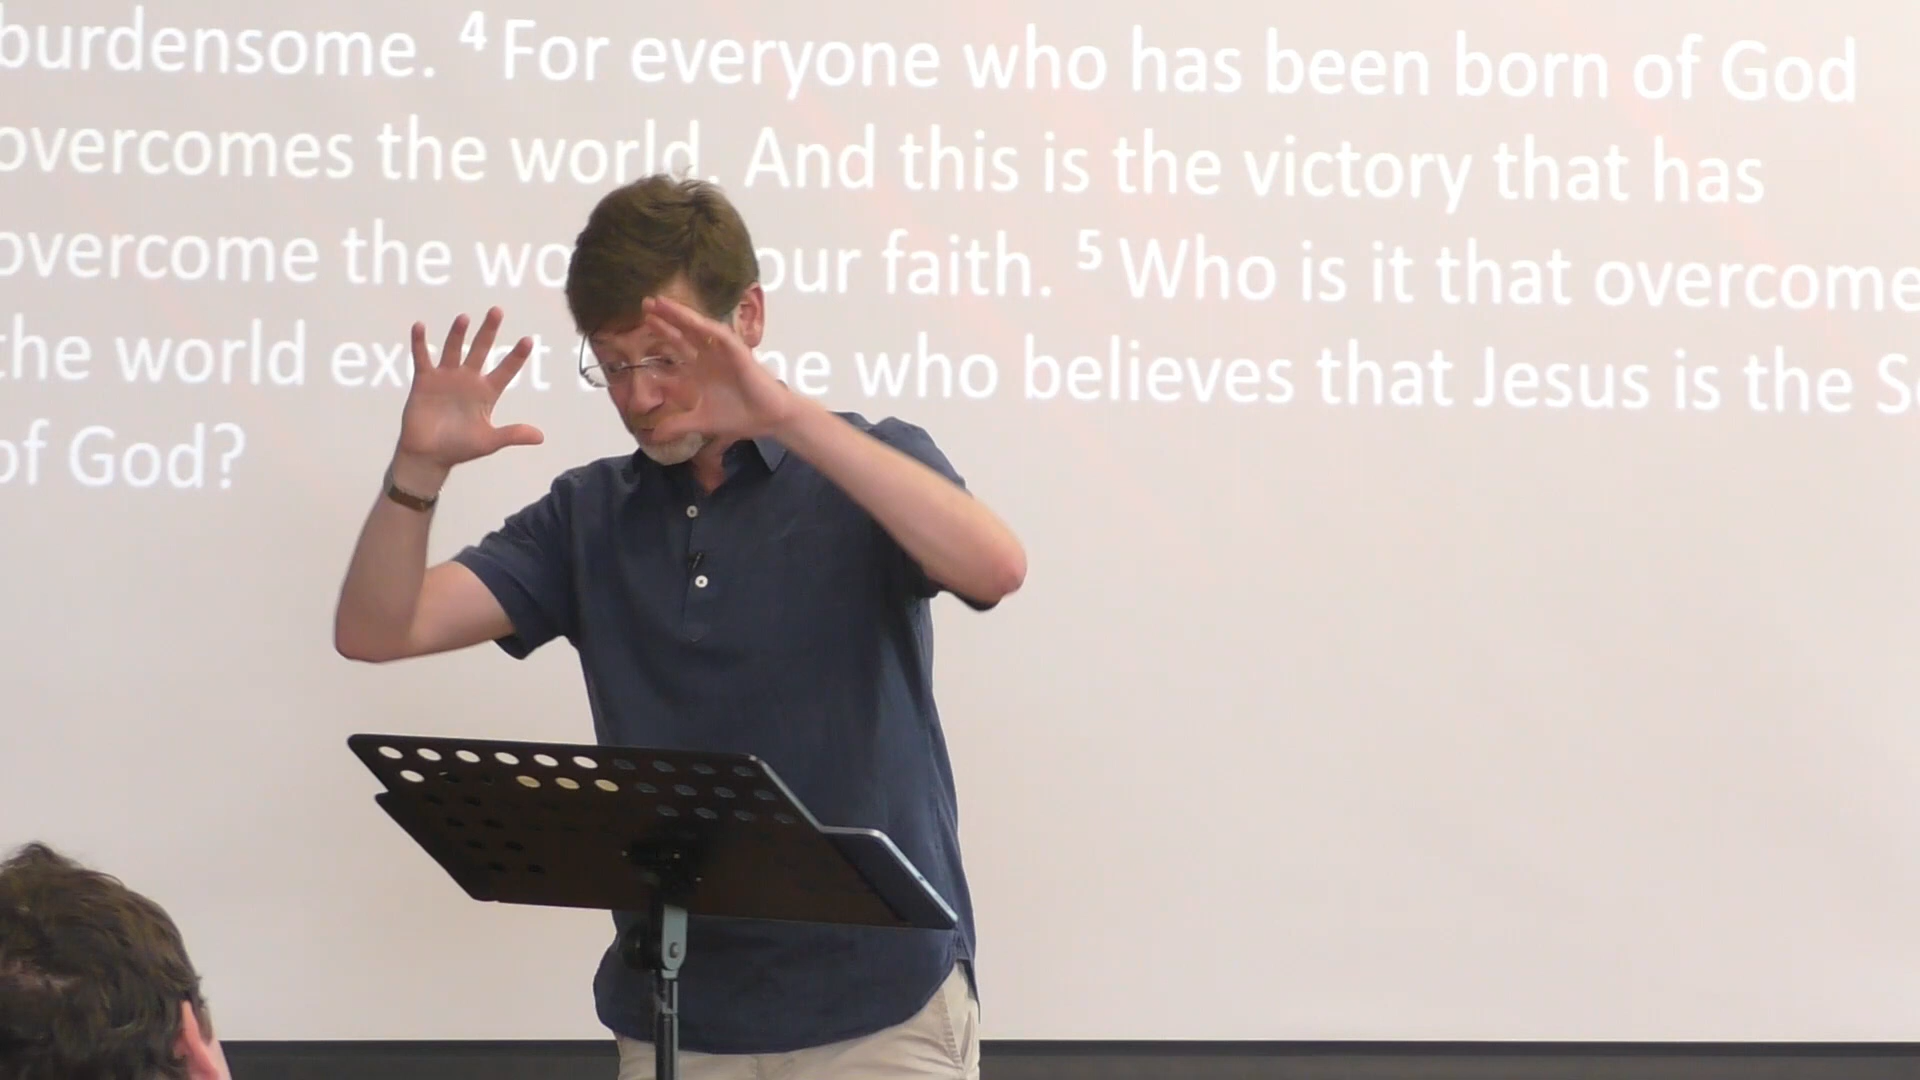 burdensome. 4 For everyone who has been born of God
overcomes the world. And this is the victory that has
overcome the our faith. 5 Who is it that overcome
the world except who believes that Jesus is the
of God?